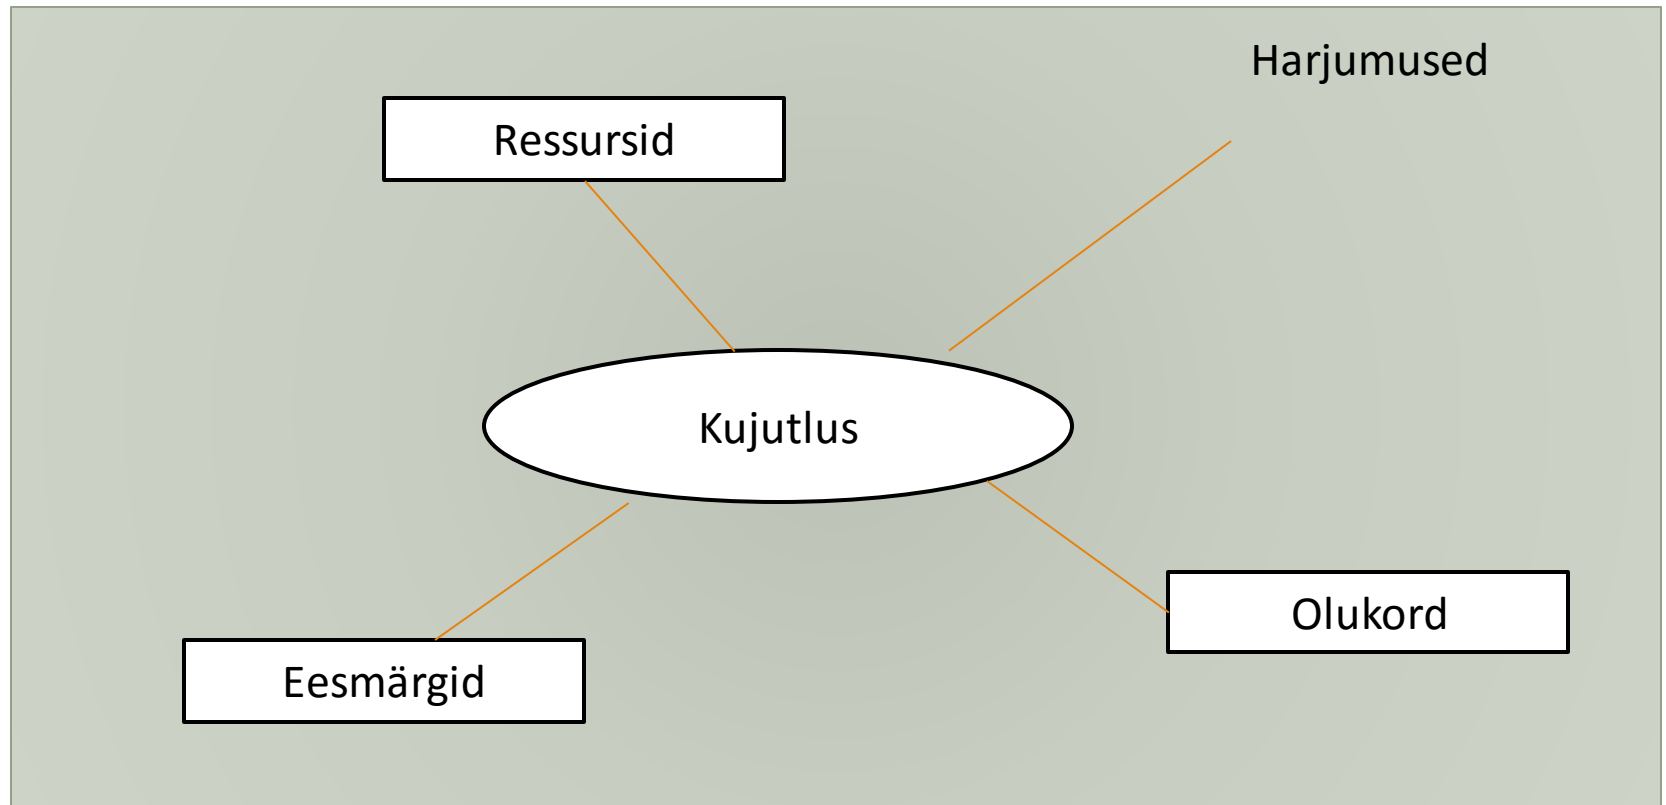 Harjumused
Ressursid
Kujutlus
Olukord
Eesmärgid